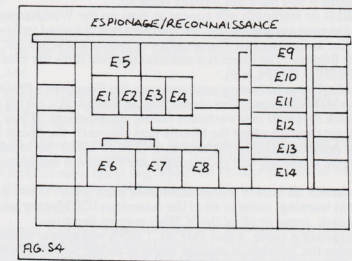 ESPIONAGE/RECONNAISSANCE
E5
E1 E2 E3 E4
E6 E7 E8
E9
E10
E11
E12
E13
E14
FIG. S4